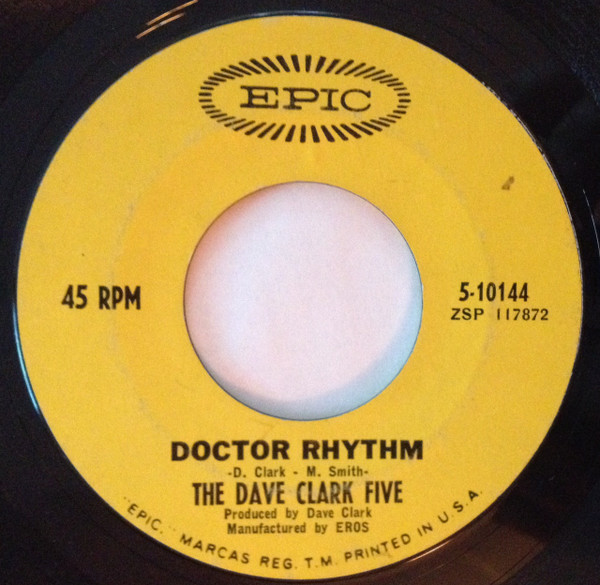 EPIC
45 RPM
5-10144
ZSP 117872
DOCTOR RHYTHM
-D. Clark - M. Smith-
THE DAVE CLARK FIVE
Produced by Dave Clark
Manufactured by EROS
"EPIC." MARCAS REG. T.M. PRINTED IN U.S.A.